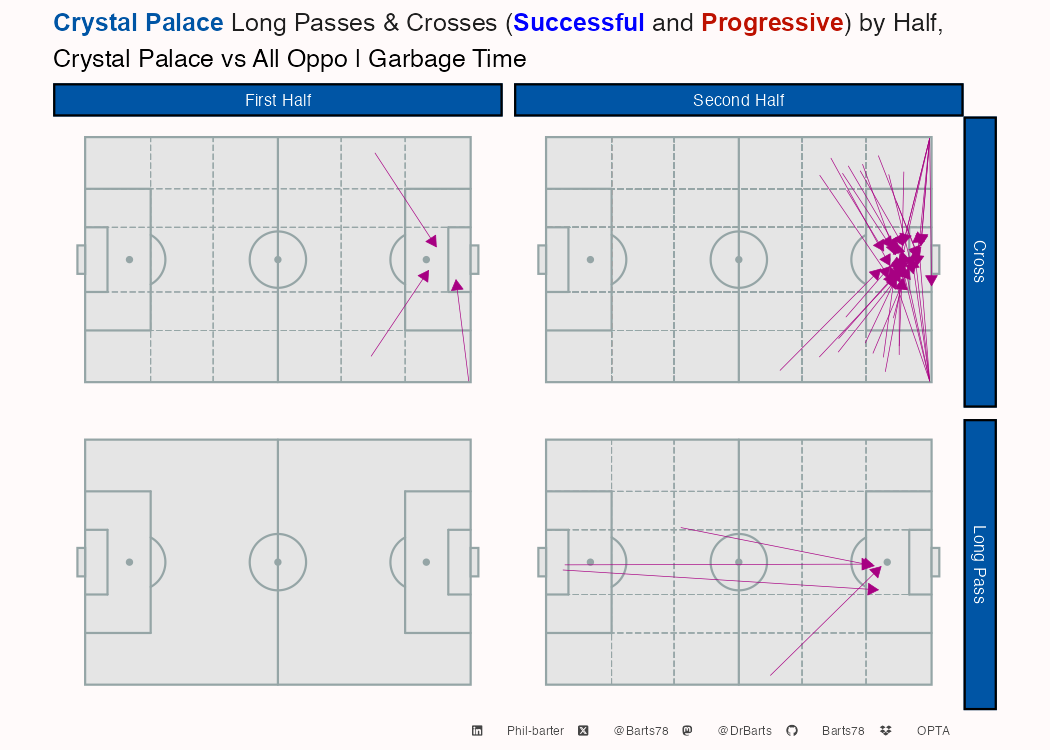 Crystal Palace Long Passes & Crosses (Successful and Progressive) by Half,
Crystal Palace vs All Oppo | Garbage Time
First Half
Second Half
Cross
Long Pass
Phil-barter @Barts78 @DrBarts Barts78 OPTA